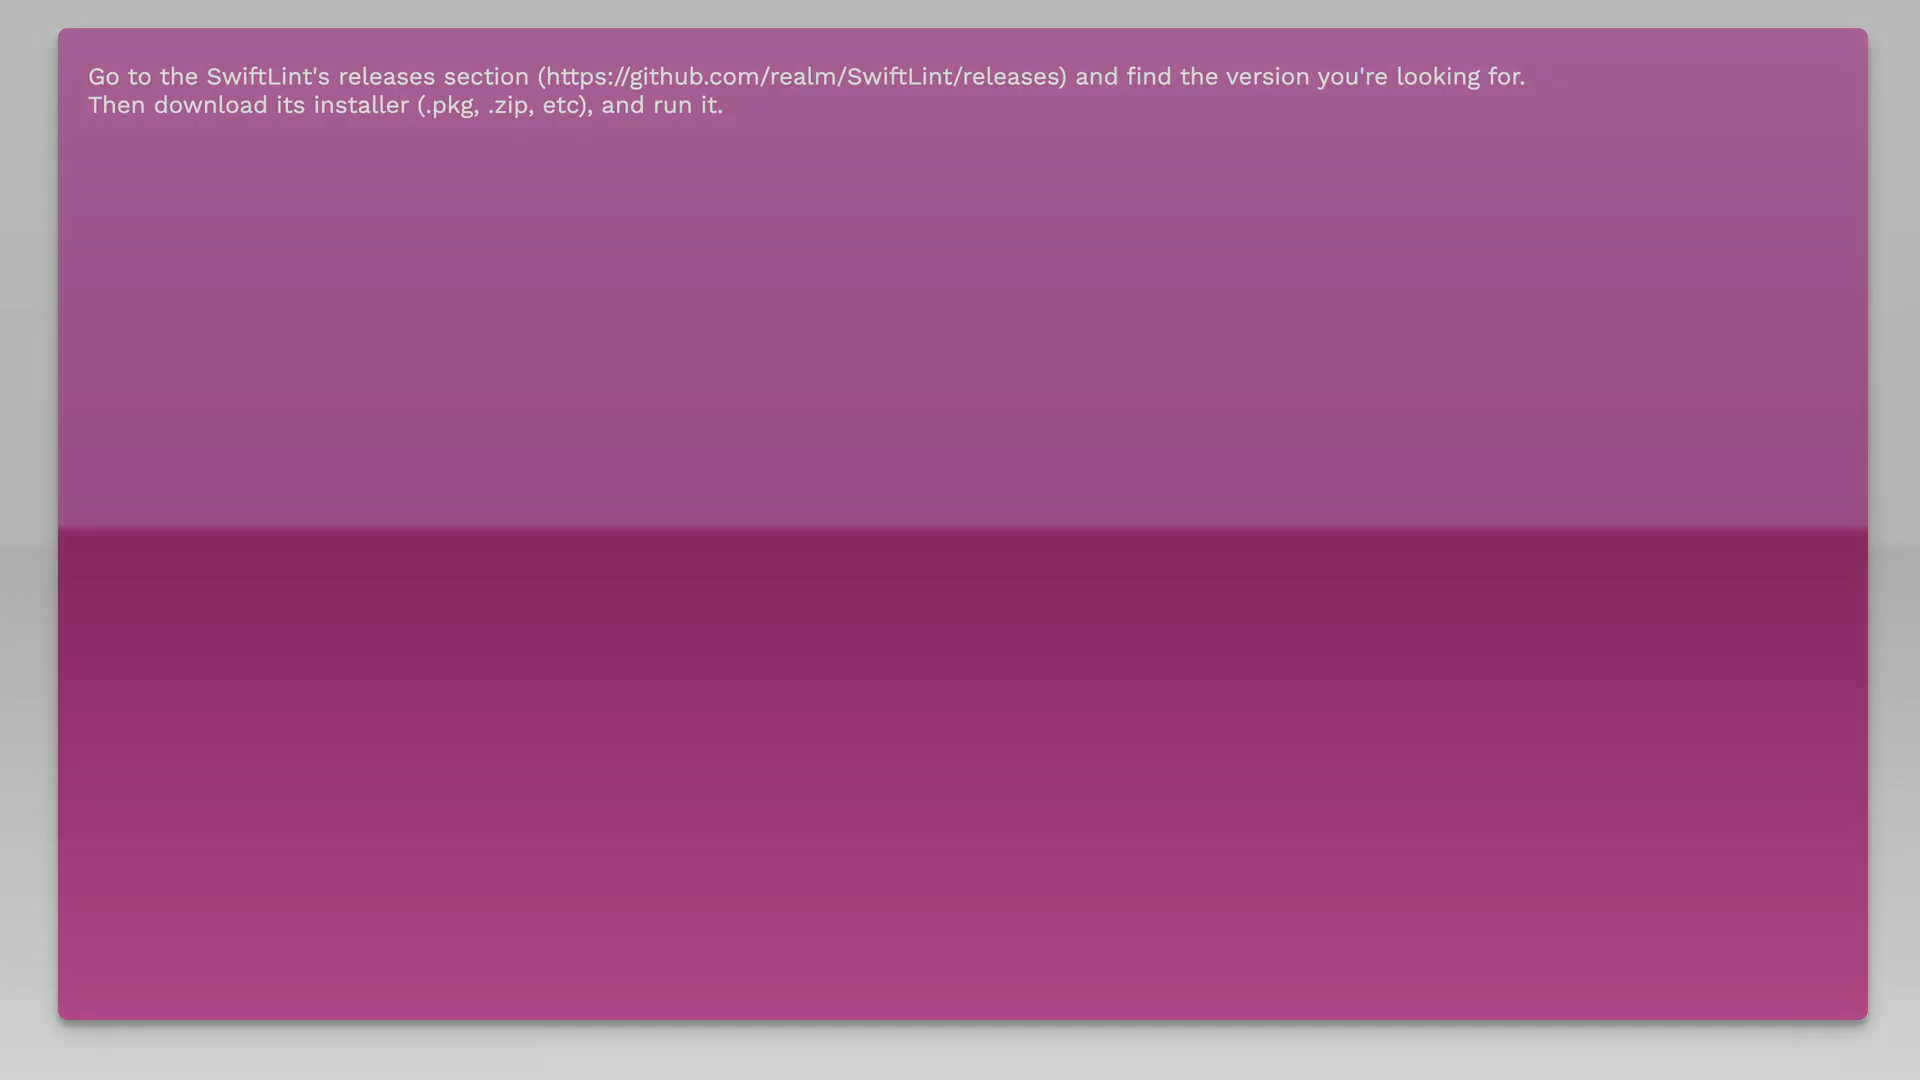 Go to the SwiftLint's releases section (https://github.com/realm/SwiftLint/releases) and find the version you're looking for.
Then download its installer (.pkg, .zip, etc), and run it.